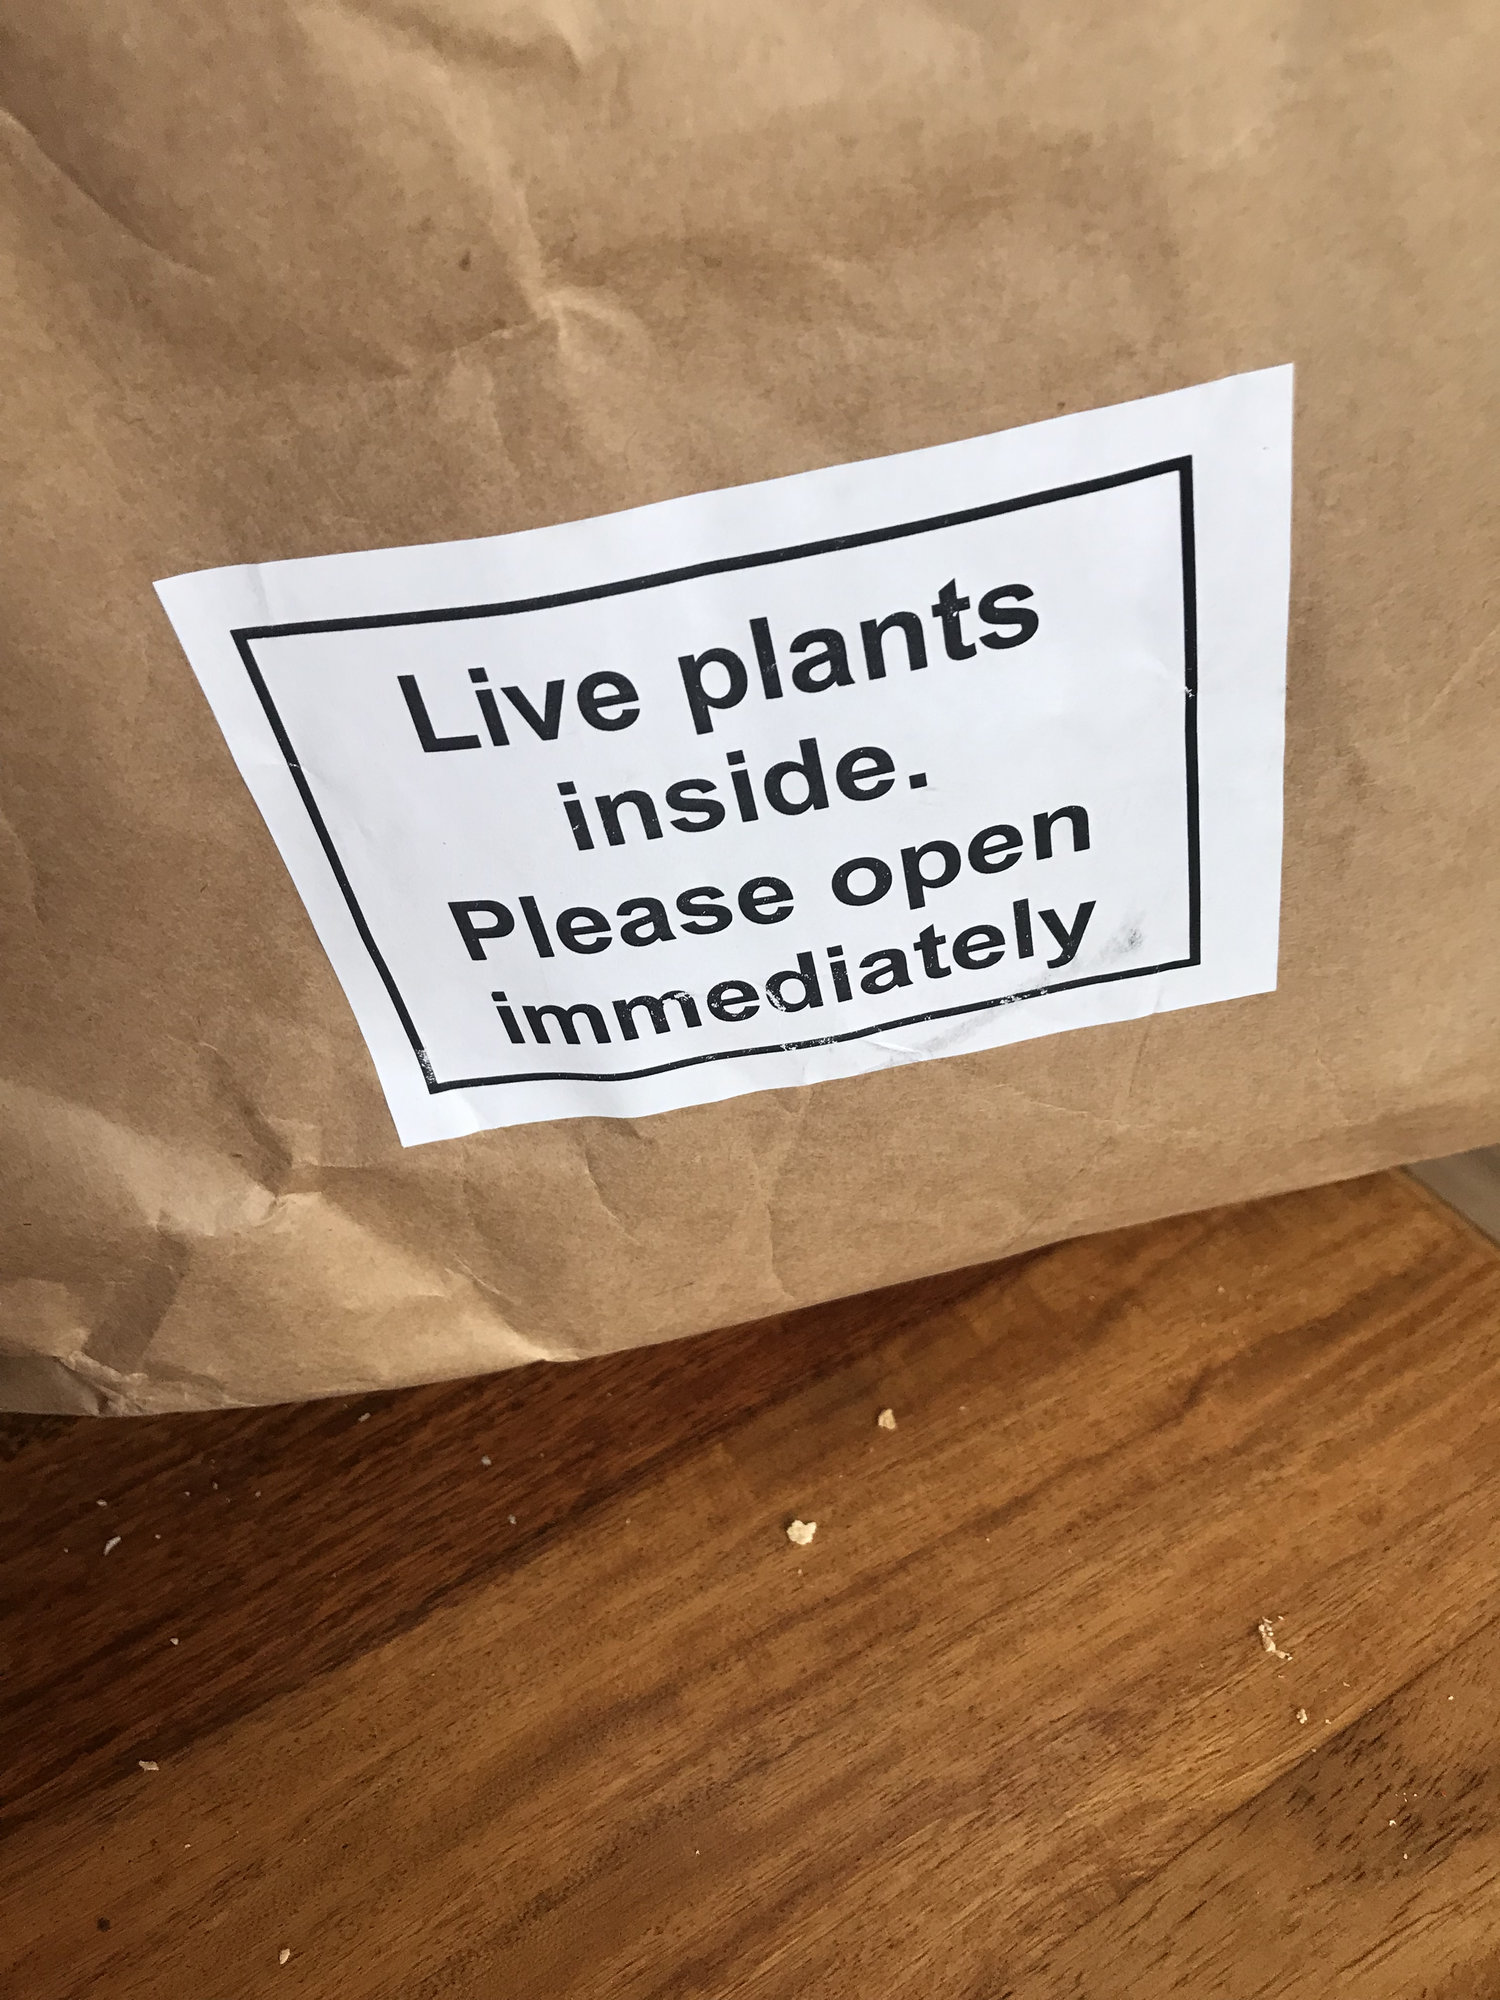 Live plants
inside.
Please open
immediately